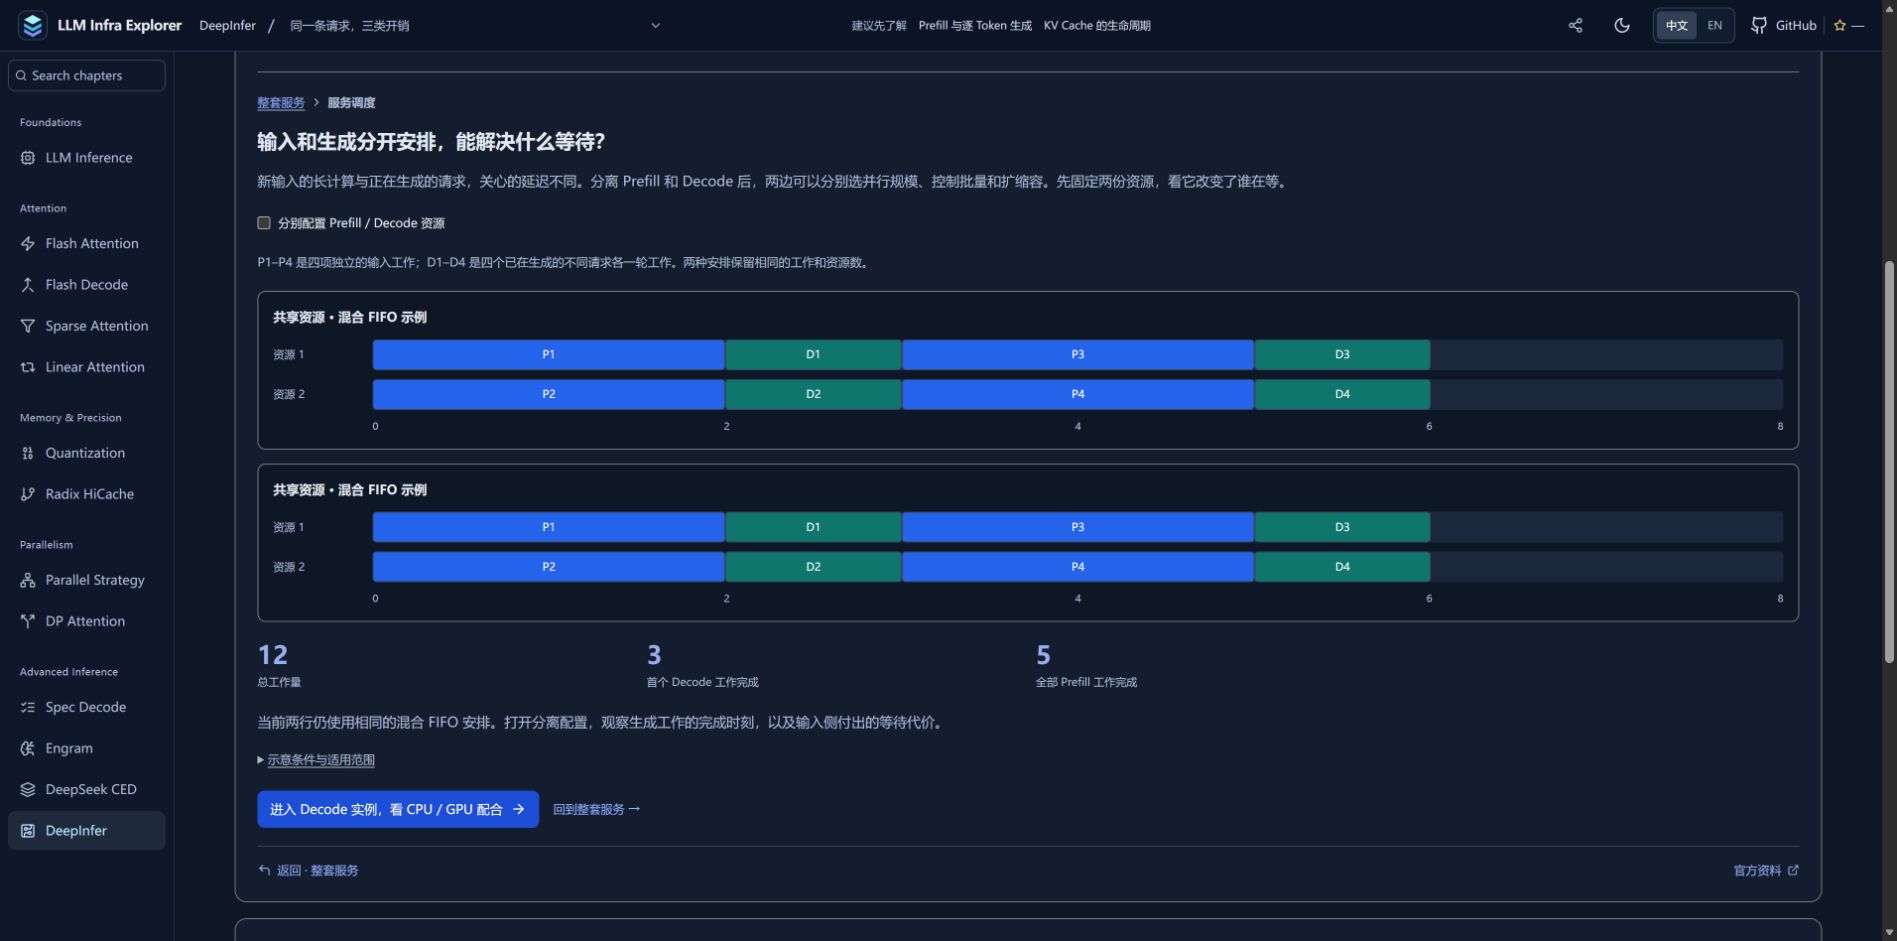 LLM Infra Explorer
DeepInfer / 同一条请求，三类开销
建议先了解 Prefill 与逐 Token 生成 KV Cache 的生命周期
中文 EN
GitHub
—
Search chapters
Foundations
LLM Inference
Attention
Flash Attention
Flash Decode
Sparse Attention
Linear Attention
Memory & Precision
Quantization
Radix HiCache
Parallelism
Parallel Strategy
DP Attention
Advanced Inference
Spec Decode
Engram
DeepSeek CED
DeepInfer
整套服务 > 服务调度
输入和生成分开安排，能解决什么等待？
新输入的长计算与正在生成的请求，关心的延迟不同。分离 Prefill 和 Decode 后，两边可以分别选并行规模、控制批量和扩缩容。先固定两份资源，看它改变了谁在等。
分别配置 Prefill / Decode 资源
P1–P4 是四项独立的输入工作；D1–D4 是四个已在生成的不同请求各一轮工作。两种安排保留相同的工作和资源数。
共享资源 · 混合 FIFO 示例
资源 1 P1 D1 P3 D3
资源 2 P2 D2 P4 D4
0 2 4 6 8
共享资源 · 混合 FIFO 示例
资源 1 P1 D1 P3 D3
资源 2 P2 D2 P4 D4
0 2 4 6 8
12 3 5
总工作量 首个 Decode 工作完成 全部 Prefill 工作完成
当前两行仍使用相同的混合 FIFO 安排。打开分离配置，观察生成工作的完成时刻，以及输入侧付出的等待代价。
示意条件与适用范围
进入 Decode 实例，看 CPU / GPU 配合 → 回到整套服务 →
返回 · 整套服务
官方资料